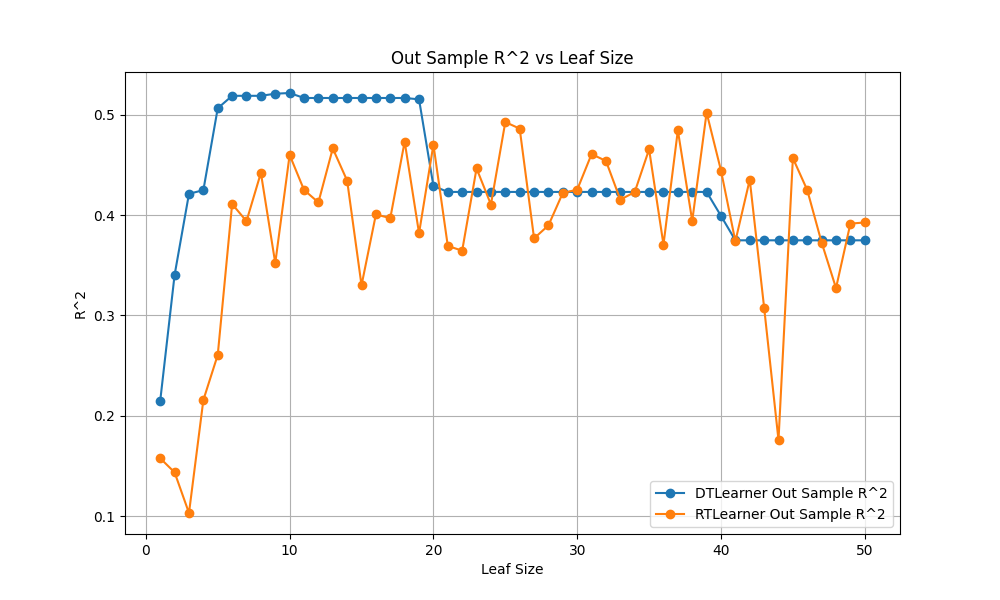 Out Sample R^2 vs Leaf Size
R^2
0.5
0.4
0.3
0.2
0.1
0 10 20 30 40 50
Leaf Size
DTLearner Out Sample R^2
RTLearner Out Sample R^2